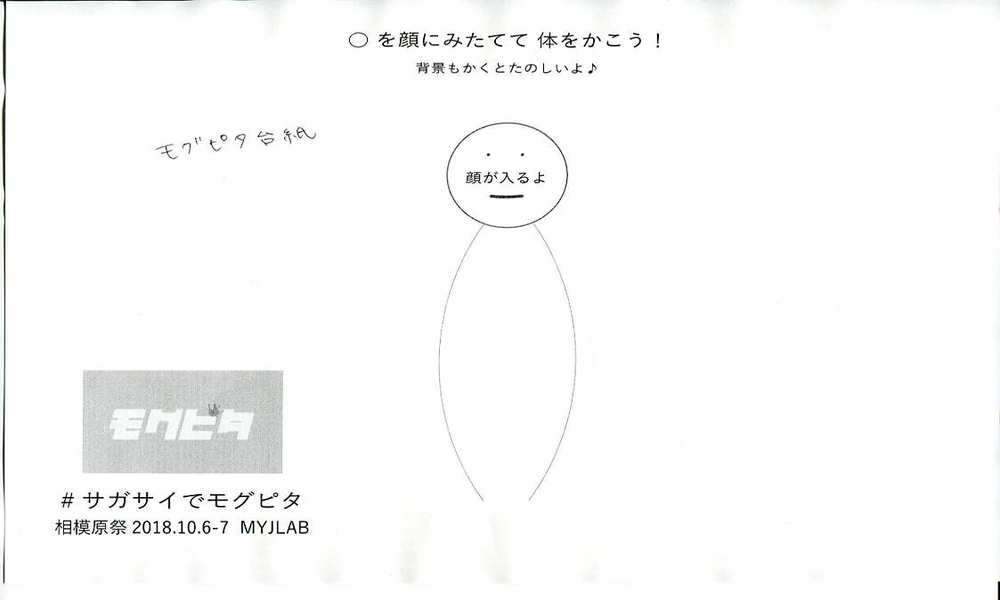 〇 を顔にみたてて 体をかこう！
背景もかくとたのしいよ♪
モグピタ台紙
顔が入るよ
モグピタ
# サガサイでモグピタ
相模原祭 2018.10.6-7 MYJLAB